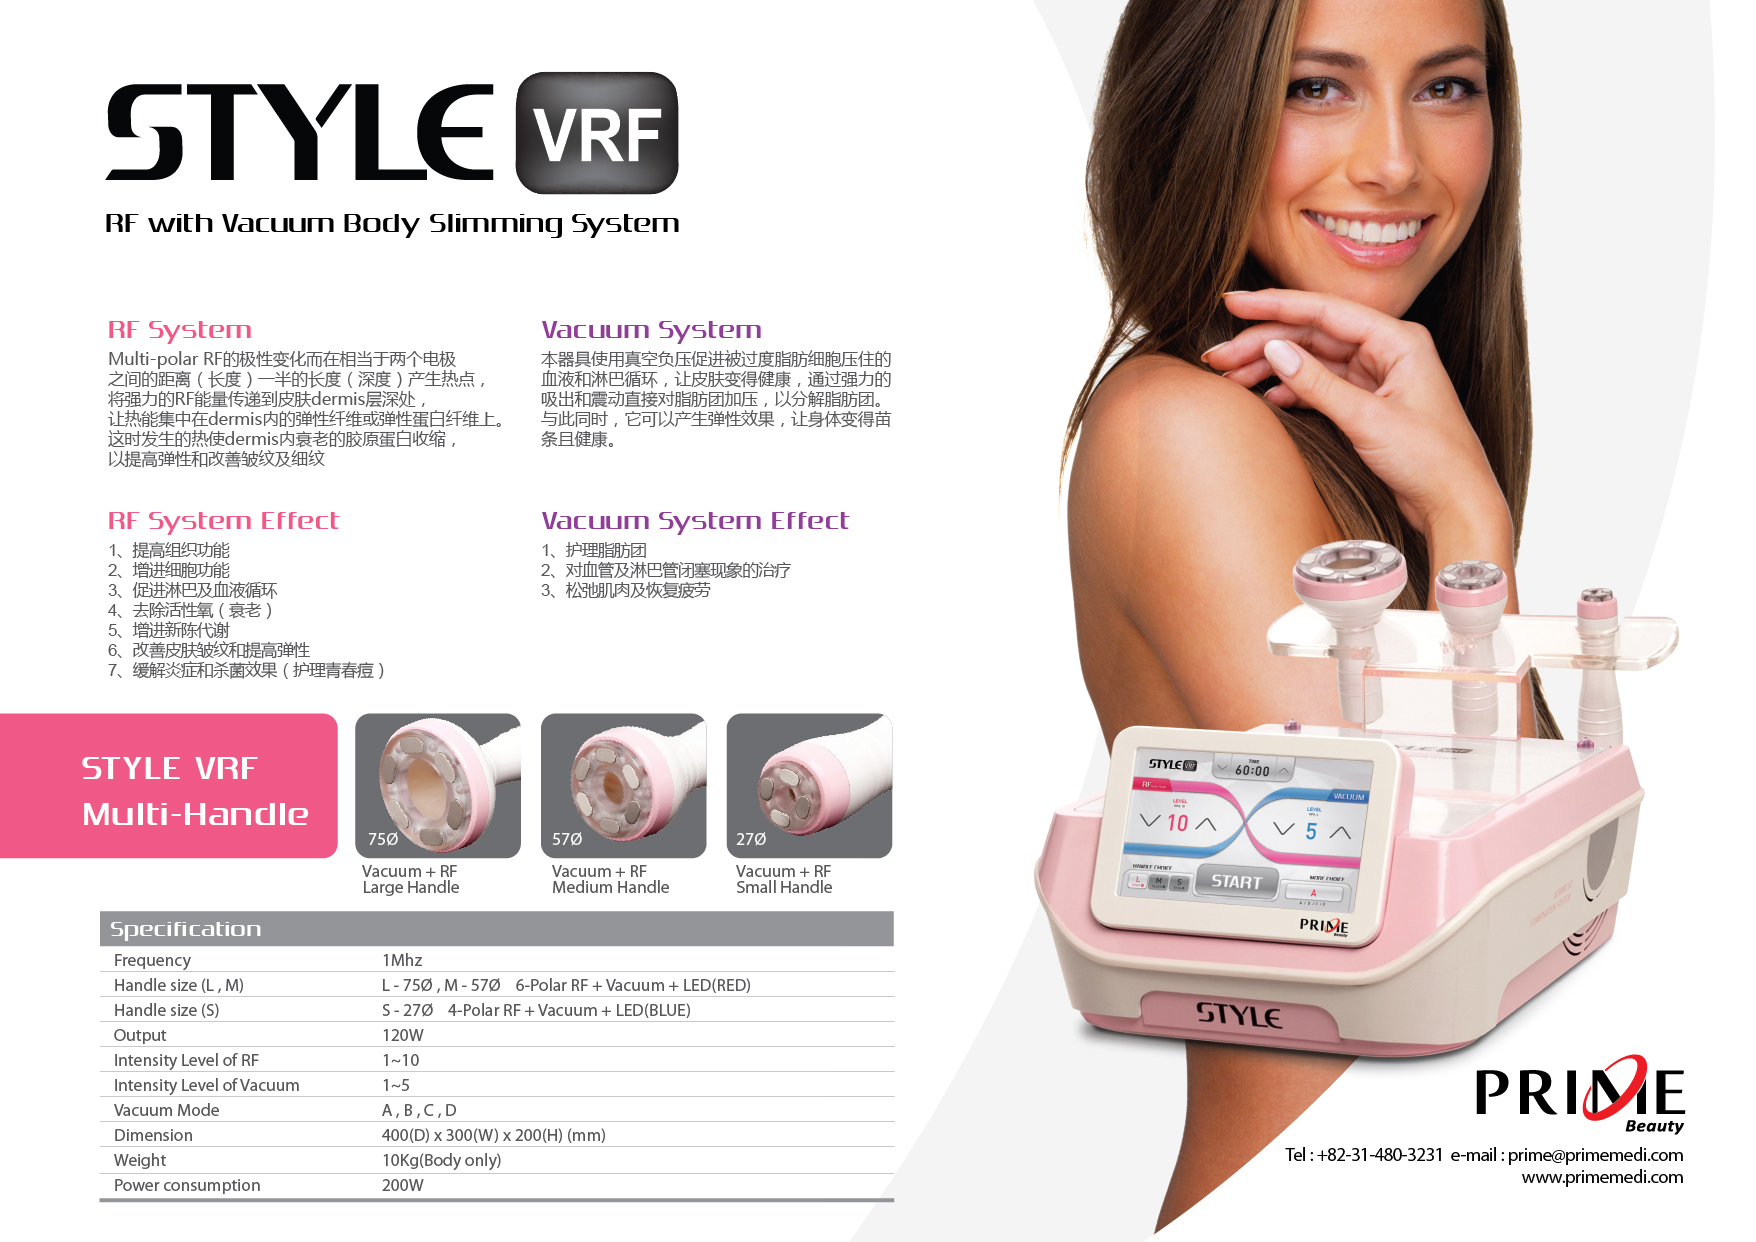 STYLE VRF
RF with Vacuum Body Slimming System
RF System
Multi-polar RF的极性变化而在相当于两个电极
之间的距离（长度）一半的长度（深度）产生热点，
将强力的RF能量传递到皮肤dermis层深处，
让热能集中在dermis内的弹性纤维或弹性蛋白纤维上。
这时发生的热使dermis内衰老的胶原蛋白收缩，
以提高弹性和改善皱纹及细纹
Vacuum System
本器具使用真空负压促进被过度脂肪细胞压住的
血液和淋巴循环，让皮肤变得健康，通过强力的
吸出和震动直接对脂肪团加压，以分解脂肪团。
与此同时，它可以产生弹性效果，让身体变得苗
条且健康。
RF System Effect
1、提高组织功能
2、增进细胞功能
3、促进淋巴及血液循环
4、去除活性氧（衰老）
5、增进新陈代谢
6、改善皮肤皱纹和提高弹性
7、缓解炎症和杀菌效果（护理青春痘）
Vacuum System Effect
1、护理脂肪团
2、对血管及淋巴管闭塞现象的治疗
3、松弛肌肉及恢复疲劳
STYLE VRF
Multi-Handle
75Ø
Vacuum + RF
Large Handle
57Ø
Vacuum + RF
Medium Handle
27Ø
Vacuum + RF
Small Handle
Specification
Frequency 1Mhz
Handle size (L , M) L - 75Ø , M - 57Ø 6-Polar RF + Vacuum + LED(RED)
Handle size (S) S - 27Ø 4-Polar RF + Vacuum + LED(BLUE)
Output 120W
Intensity Level of RF 1~10
Intensity Level of Vacuum 1~5
Vacuum Mode A , B , C , D
Dimension 400(D) x 300(W) x 200(H) (mm)
Weight 10Kg(Body only)
Power consumption 200W
STYLE VRF
TIME
60:00
RF
VACUUM
LEVEL
10
LEVEL
5
HANDLE CHOICE
L M S
START
MODE CHOICE
A
PRIME
Beauty
STYLE
PRIME
Beauty
Tel : +82-31-480-3231 e-mail : prime@primemedi.com
www.primemedi.com